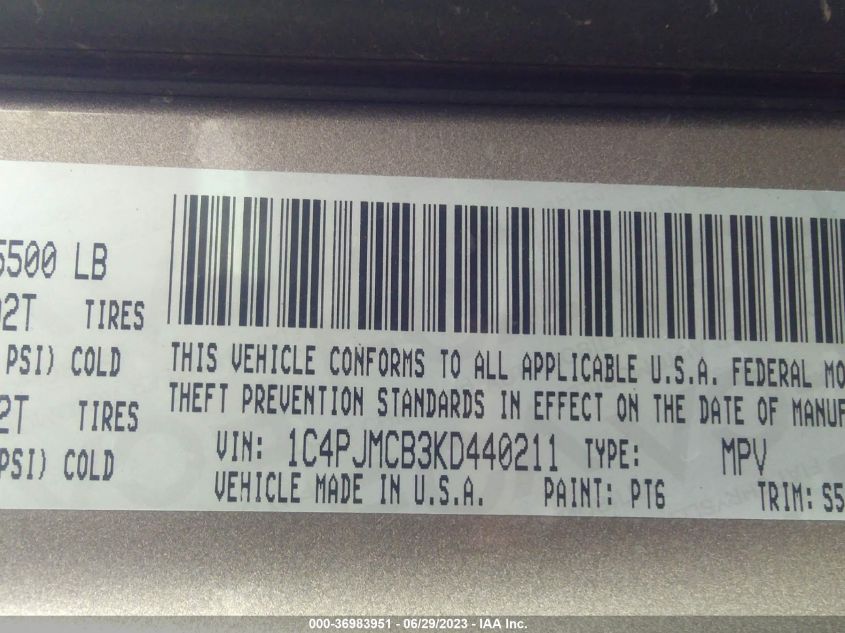 5500 LB
02T TIRES
PSI) COLD
2T TIRES
PSI) COLD
THIS VEHICLE CONFORMS TO ALL APPLICABLE U.S.A. FEDERAL MO
THEFT PREVENTION STANDARDS IN EFFECT ON THE DATE OF MANUF
VIN: 1C4PJMCB3KD440211 TYPE: MPV
VEHICLE MADE IN U.S.A. PAINT: PT6 TRIM: S5
000-36983951 - 06/29/2023 - IAA Inc.